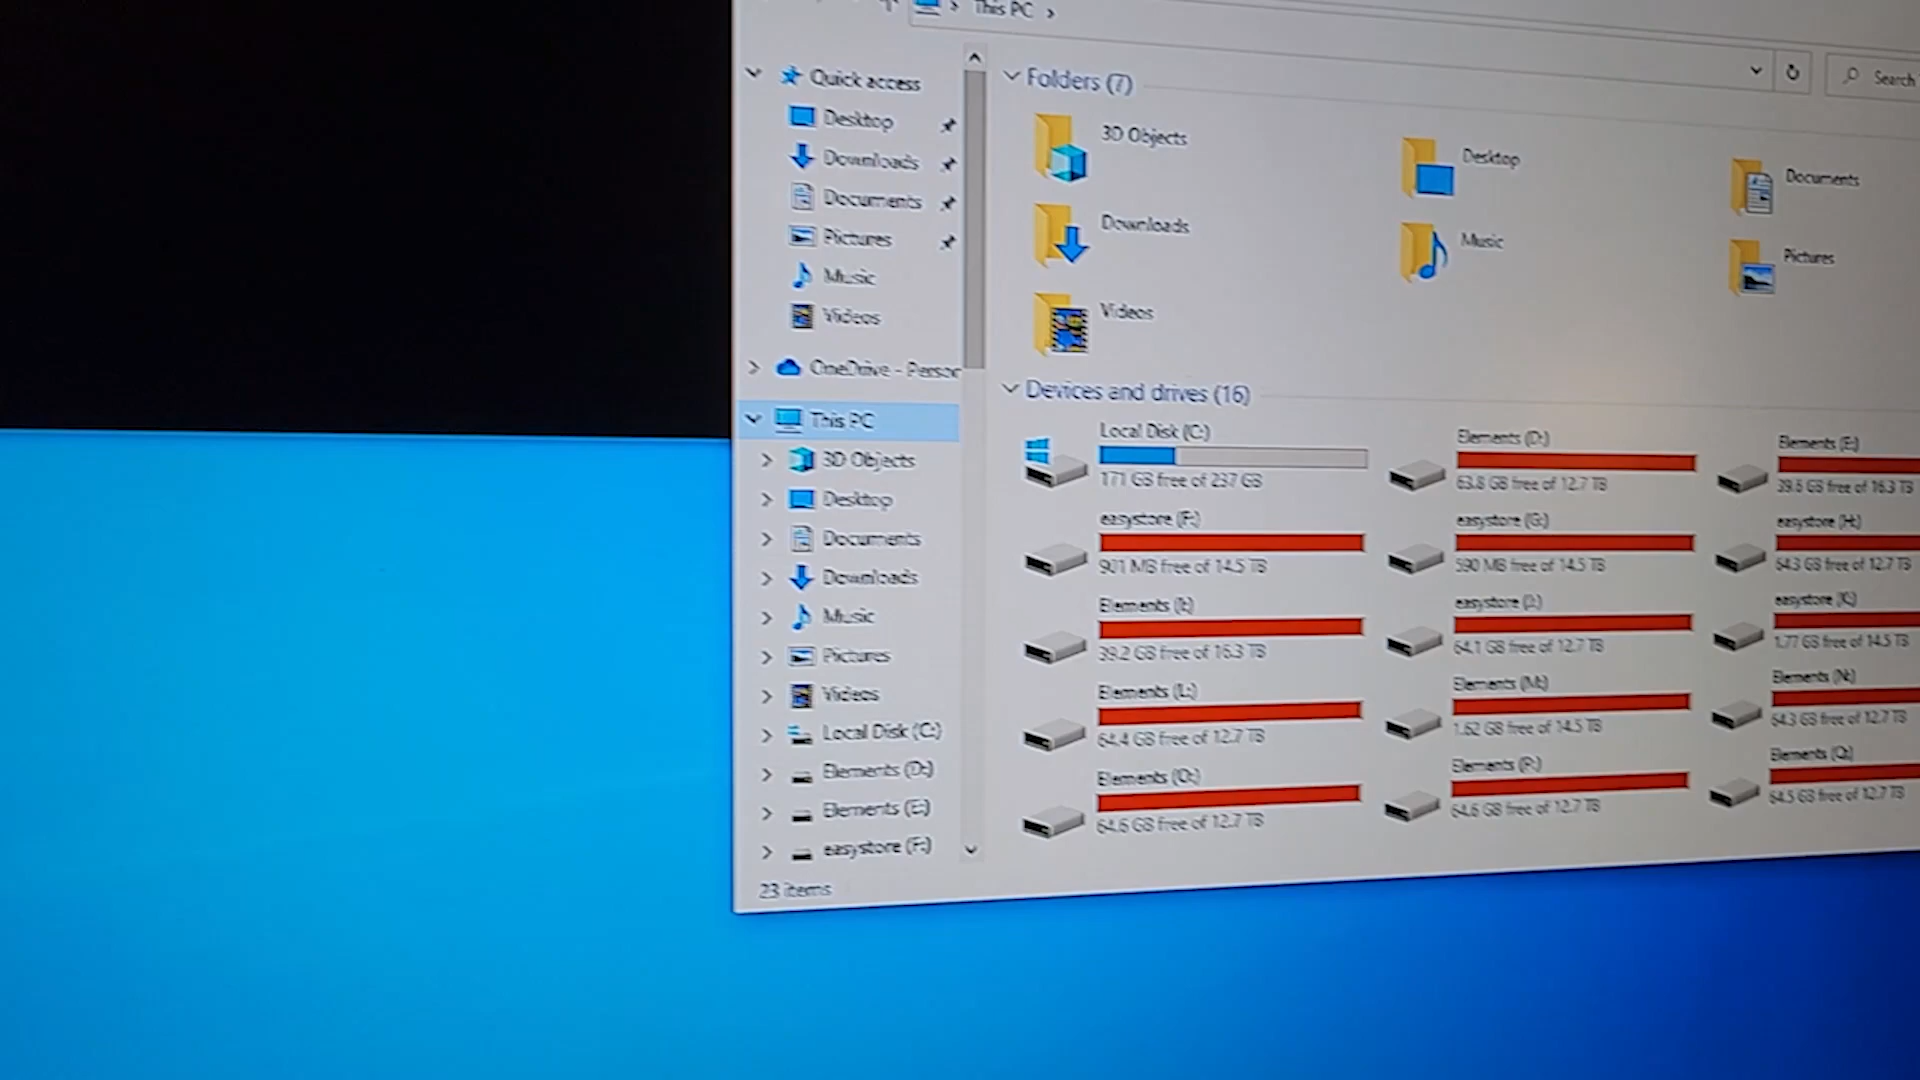 This PC
Search
Quick access
Desktop
Downloads
Documents
Pictures
Music
Videos
OneDrive - Person
This PC
3D Objects
Desktop
Documents
Downloads
Music
Pictures
Videos
Local Disk (C:)
Elements (D:)
Elements (E:)
easystore (F:)
23 items
Folders (7)
3D Objects
Desktop
Documents
Downloads
Music
Pictures
Videos
Devices and drives (16)
Local Disk (C:)
171 GB free of 237 GB
Elements (D:)
63.8 GB free of 12.7 TB
Elements (E:)
39.6 GB free of 16.3 TB
easystore (F:)
901 MB free of 14.5 TB
easystore (G:)
590 MB free of 14.5 TB
easystore (H:)
64.3 GB free of 12.7 TB
Elements (I:)
39.2 GB free of 16.3 TB
easystore (J:)
64.1 GB free of 12.7 TB
easystore (K:)
1.77 GB free of 14.5 TB
Elements (L:)
64.4 GB free of 12.7 TB
Elements (M:)
1.62 GB free of 14.5 TB
Elements (N:)
64.3 GB free of 12.7 TB
Elements (O:)
64.6 GB free of 12.7 TB
Elements (P:)
64.6 GB free of 12.7 TB
Elements (Q:)
64.5 GB free of 12.7 TB